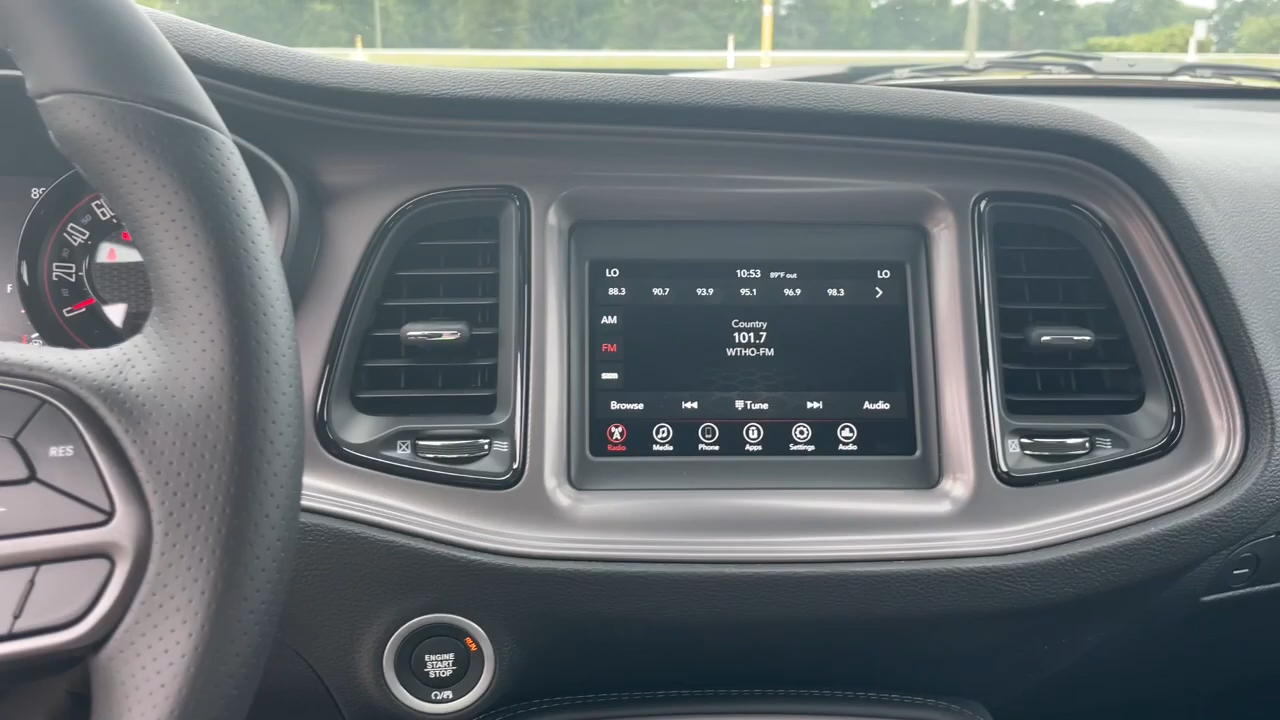 LO 10:53 89°F out LO
88.3 90.7 93.9 95.1 96.9 98.3
AM
Country
101.7
FM
WTHO-FM
Browse Tune Audio
Radio Media Phone Apps Settings Audio
60
40
20
F
RES
RUN
ENGINE
START
STOP